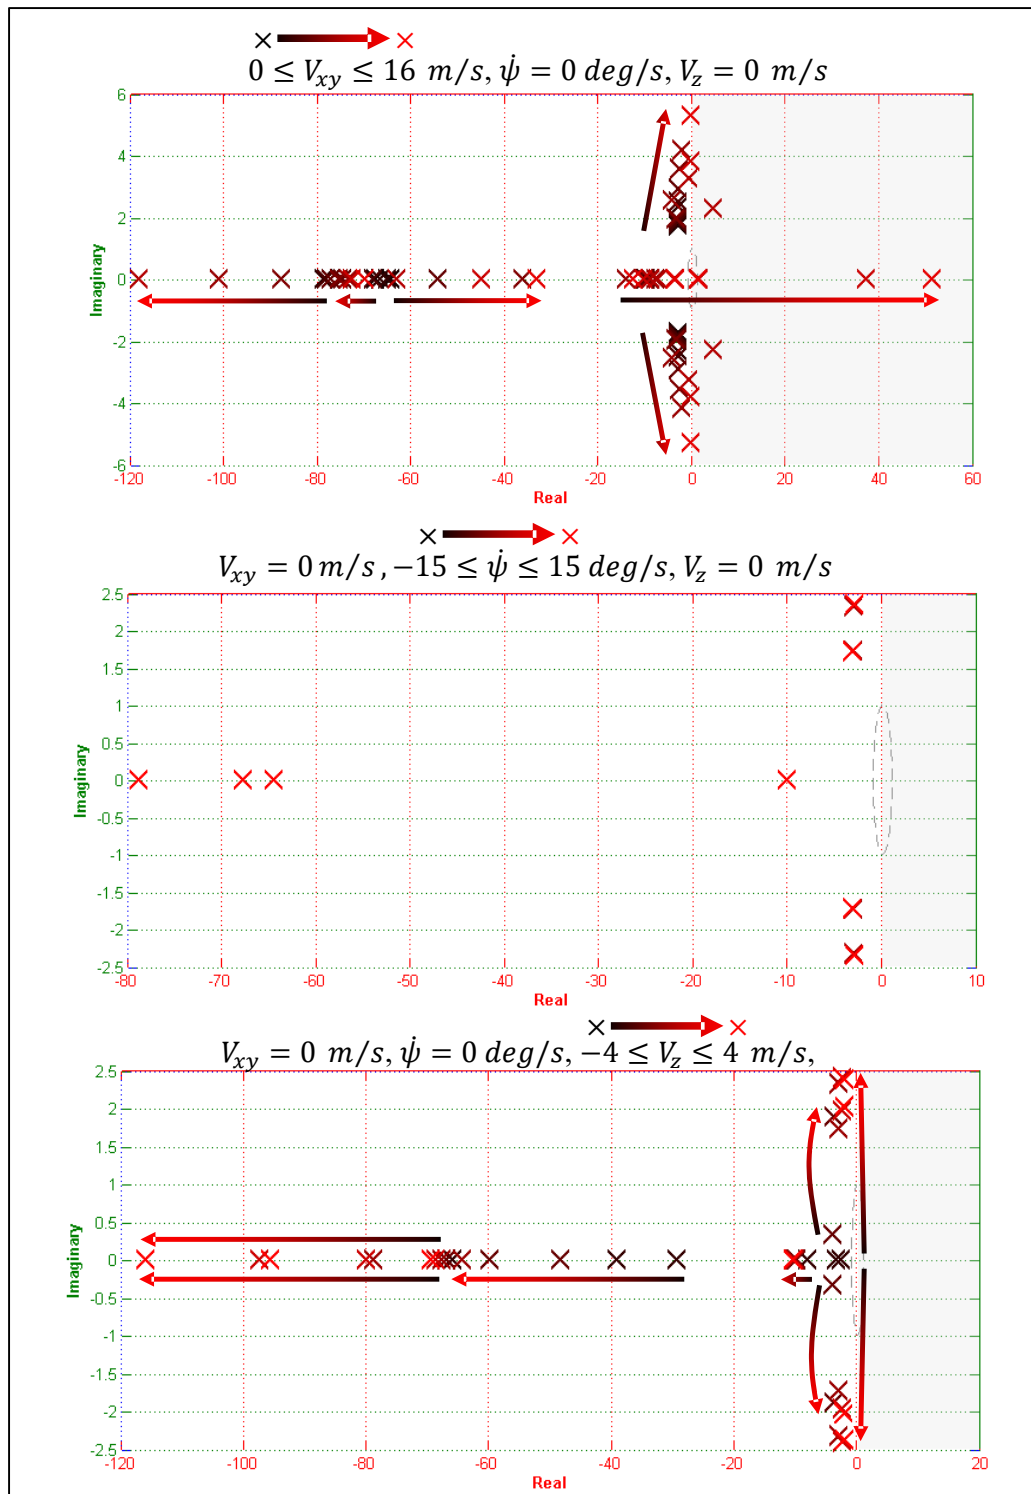 0 ≤ V_xy ≤ 16 m/s, ψ̇ = 0 deg/s, V_z = 0 m/s
6
4
2
0
-2
-4
-6
Imaginary
-120 -100 -80 -60 -40 -20 0 20 40 60
Real
V_xy = 0 m/s , −15 ≤ ψ̇ ≤ 15 deg/s, V_z = 0 m/s
2.5
2
1.5
1
0.5
0
-0.5
-1
-1.5
-2
-2.5
Imaginary
-80 -70 -60 -50 -40 -30 -20 -10 0 10
Real
V_xy = 0 m/s, ψ̇ = 0 deg/s, −4 ≤ V_z ≤ 4 m/s,
2.5
2
1.5
1
0.5
0
-0.5
-1
-1.5
-2
-2.5
Imaginary
-120 -100 -80 -60 -40 -20 0 20
Real